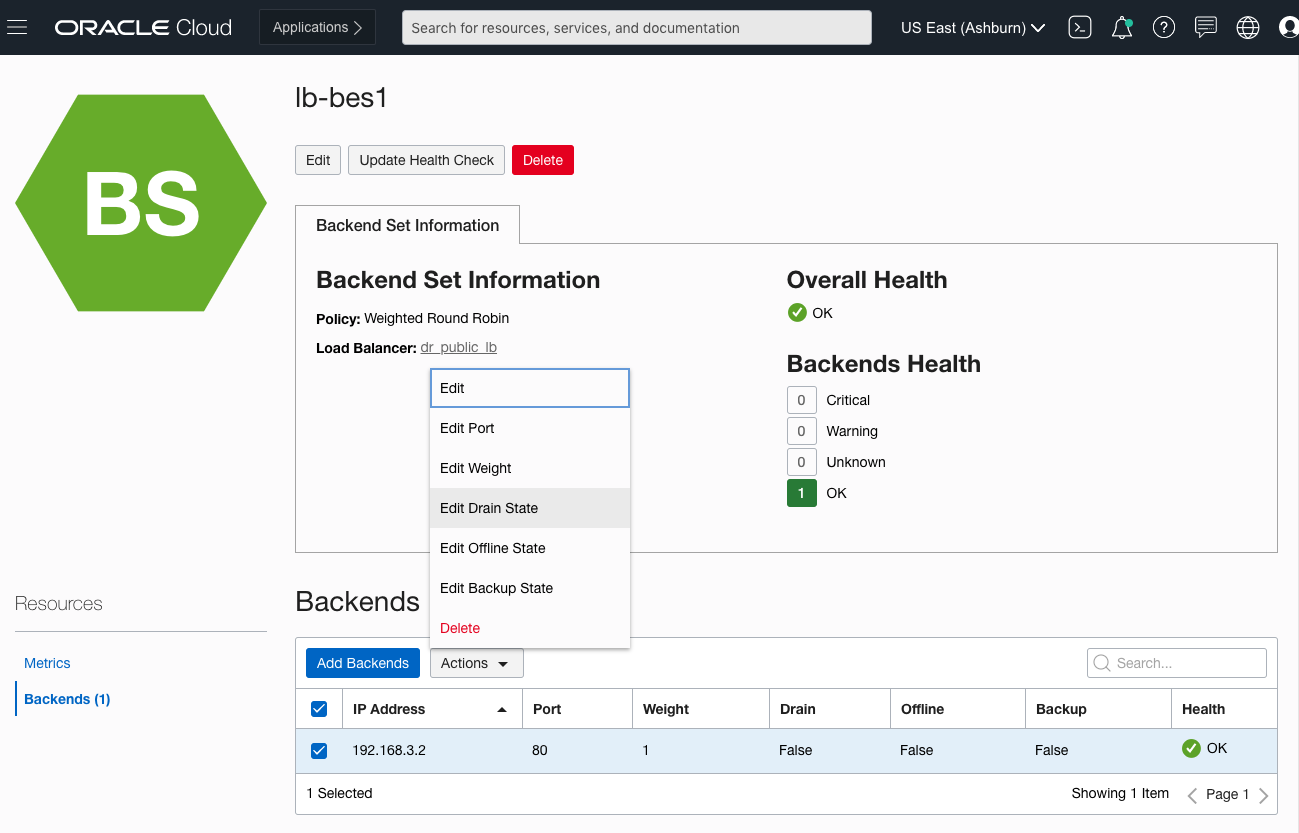 ORACLE Cloud
Applications
Search for resources, services, and documentation
US East (Ashburn)
BS
lb-bes1
Edit
Update Health Check
Delete
Backend Set Information
Backend Set Information
Policy: Weighted Round Robin
Load Balancer: dr_public_lb
Overall Health
OK
Backends Health
0 Critical
0 Warning
0 Unknown
1 OK
Edit
Edit Port
Edit Weight
Edit Drain State
Edit Offline State
Edit Backup State
Delete
Resources
Metrics
Backends (1)
Backends
Add Backends
Actions
Search...
IP Address Port Weight Drain Offline Backup Health
192.168.3.2 80 1 False False False OK
1 Selected
Showing 1 Item
Page 1